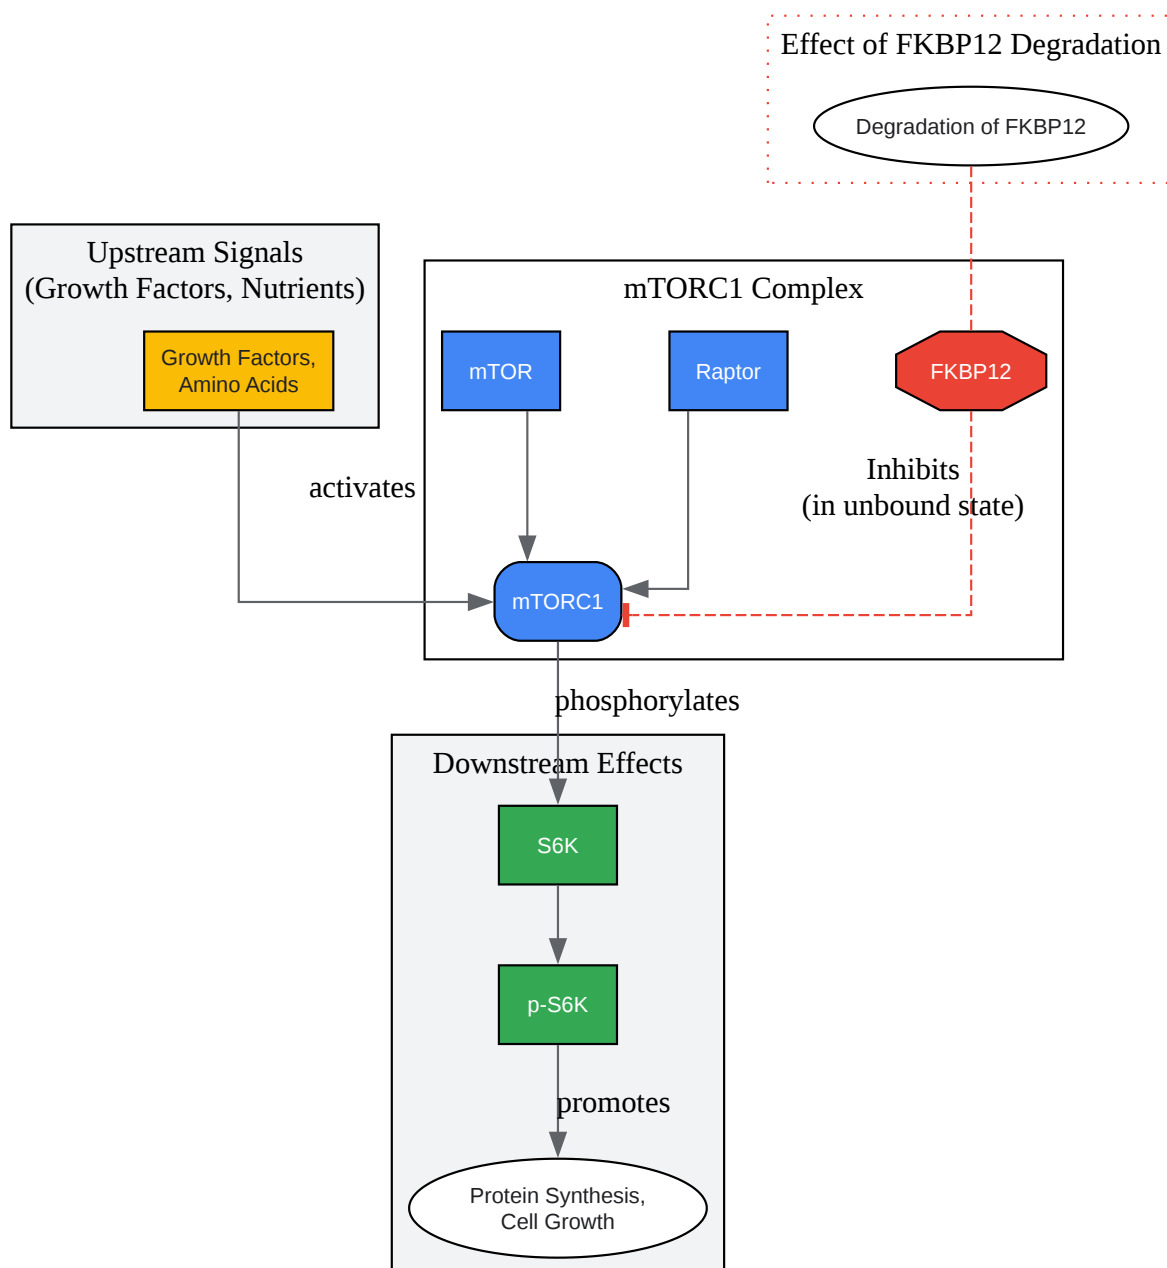 Effect of FKBP12 Degradation
Degradation of FKBP12
Upstream Signals
(Growth Factors, Nutrients)
Growth Factors,
Amino Acids
mTORC1 Complex
mTOR
Raptor
FKBP12
activates
Inhibits
(in unbound state)
mTORC1
phosphorylates
Downstream Effects
S6K
p-S6K
promotes
Protein Synthesis,
Cell Growth